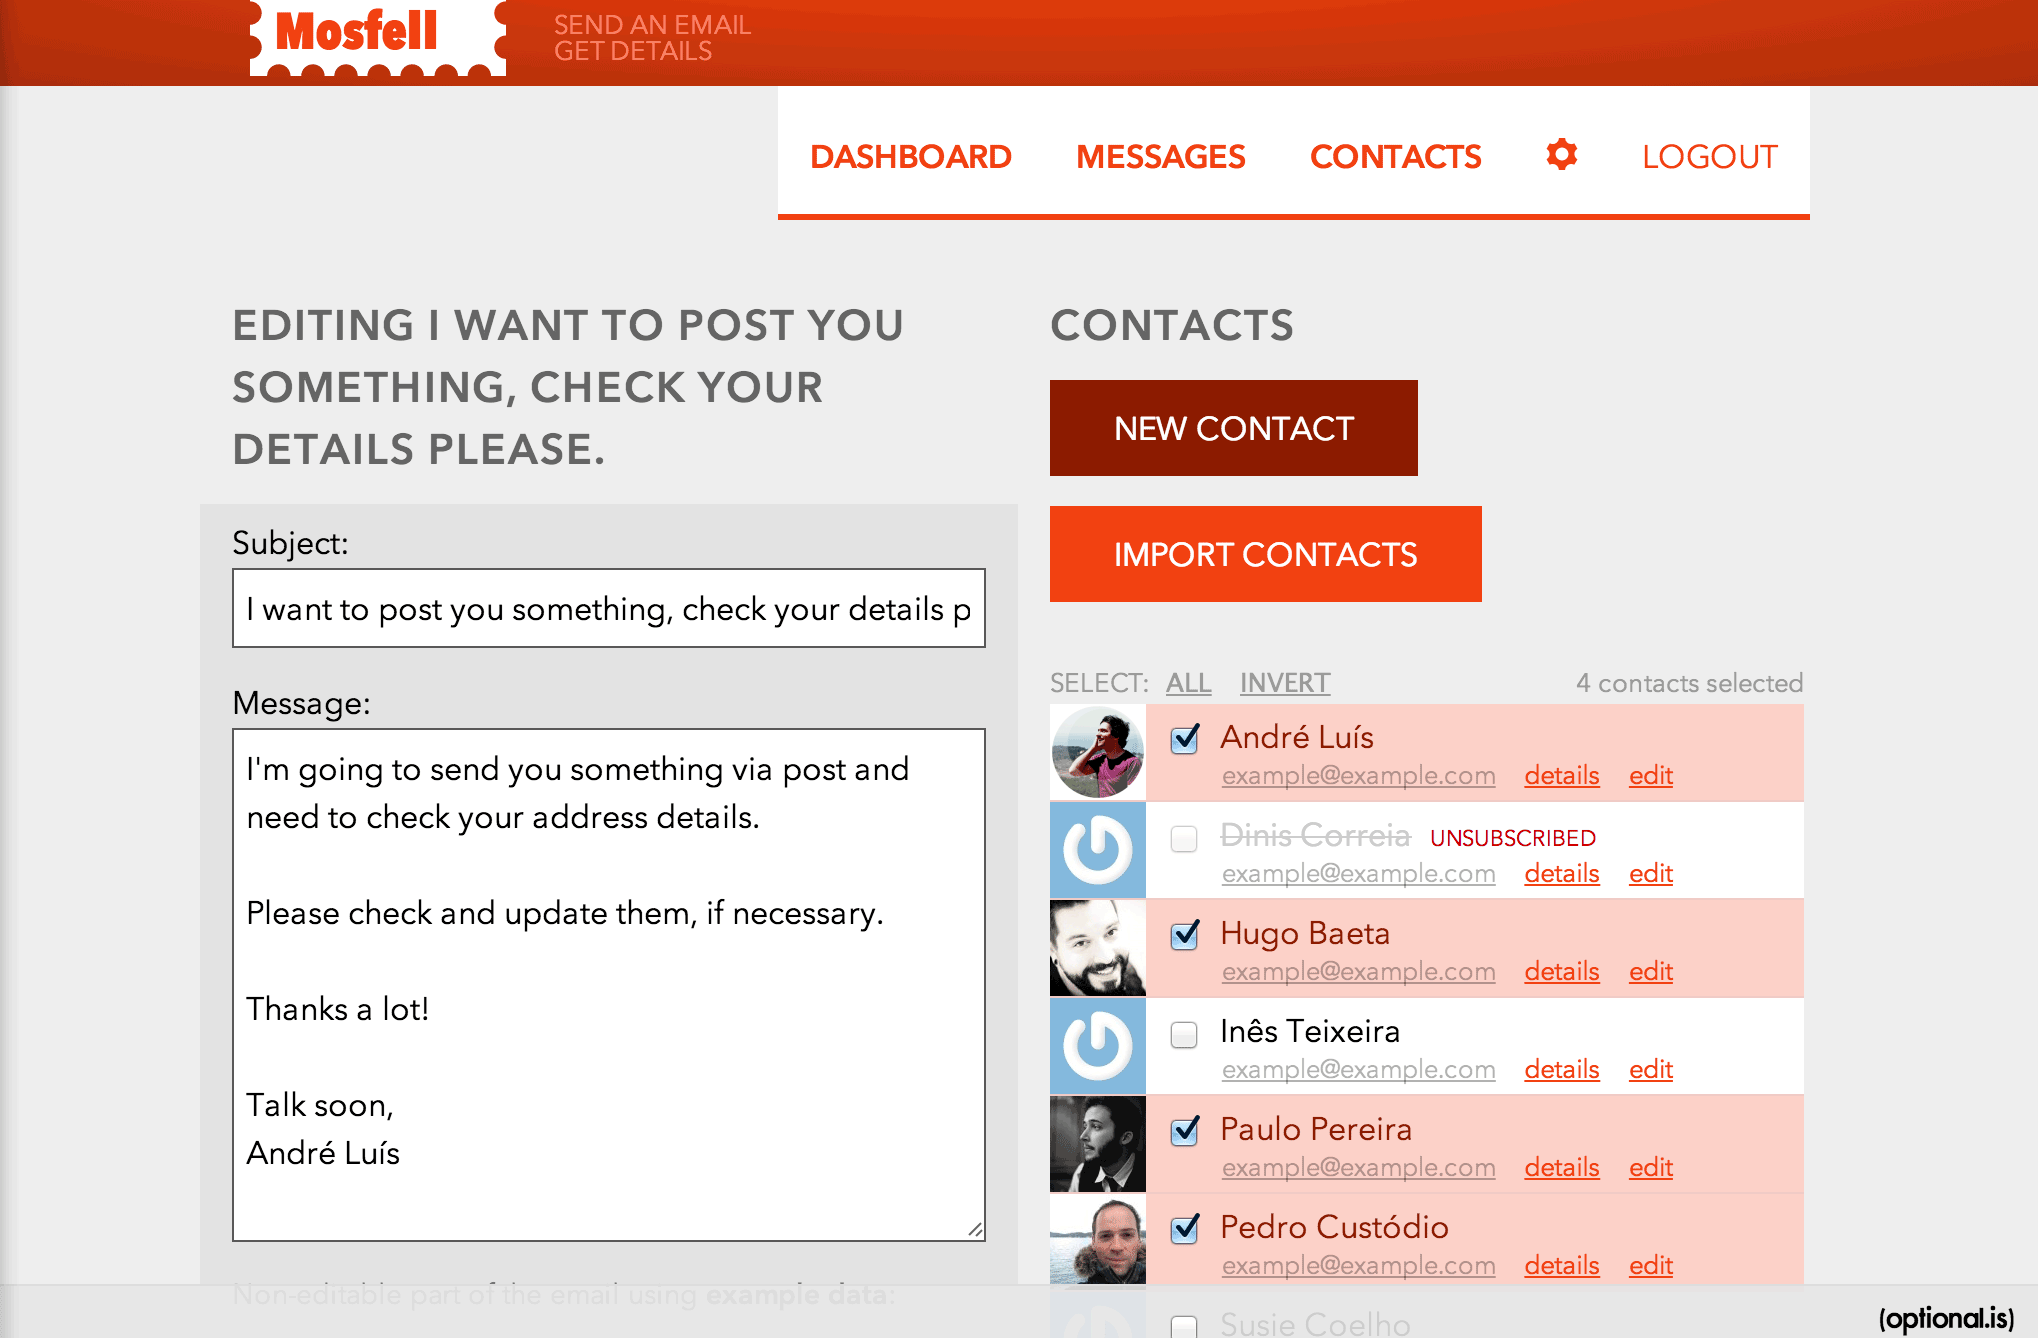 Mosfell
SEND AN EMAIL
GET DETAILS
DASHBOARD MESSAGES CONTACTS LOGOUT
EDITING I WANT TO POST YOU
SOMETHING, CHECK YOUR
DETAILS PLEASE.
Subject:
I want to post you something, check your details p
Message:
I'm going to send you something via post and
need to check your address details.
Please check and update them, if necessary.
Thanks a lot!
Talk soon,
André Luís
Non-editable part of the email using example data:
CONTACTS
NEW CONTACT
IMPORT CONTACTS
SELECT: ALL INVERT 4 contacts selected
André Luís
example@example.com details edit
Dinis Correia UNSUBSCRIBED
example@example.com details edit
Hugo Baeta
example@example.com details edit
Inês Teixeira
example@example.com details edit
Paulo Pereira
example@example.com details edit
Pedro Custódio
example@example.com details edit
Susie Coelho
(optional.is)